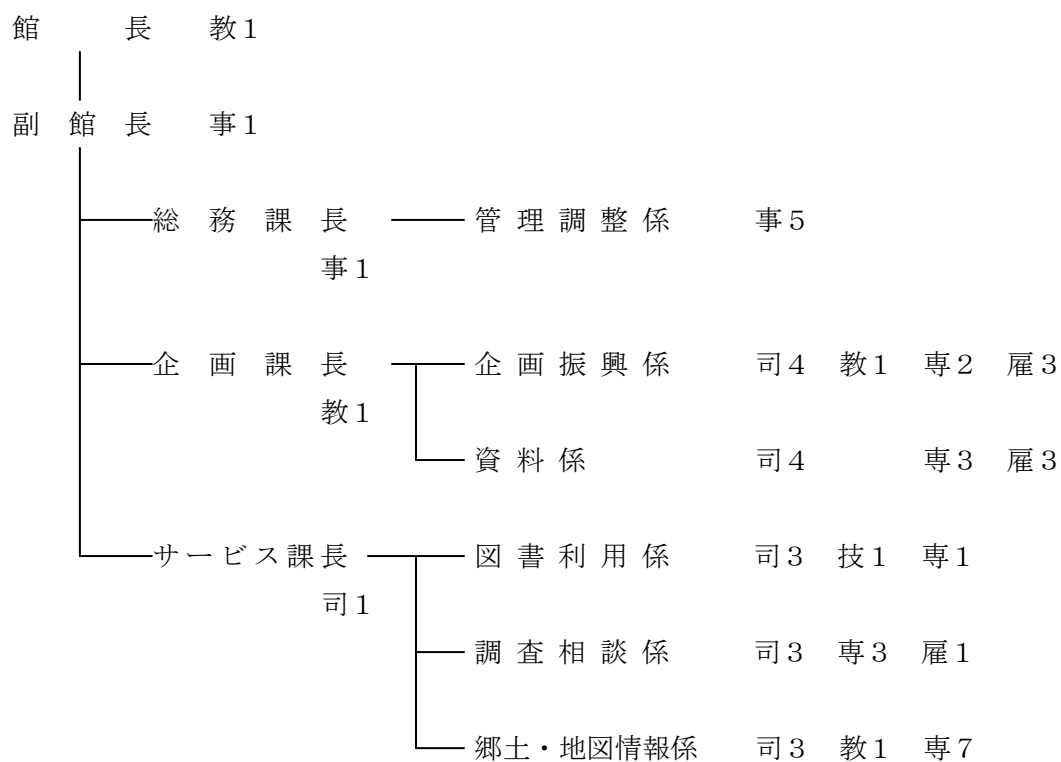 館長 教1
副館長 事1
総務課長 管理調整係 事5
事1
企画課長 企画振興係 司4 教1 専2 雇3
教1
資料係 司4 専3 雇3
サービス課長 図書利用係 司3 技1 専1
司1
調査相談係 司3 専3 雇1
郷土・地図情報係 司3 教1 専7